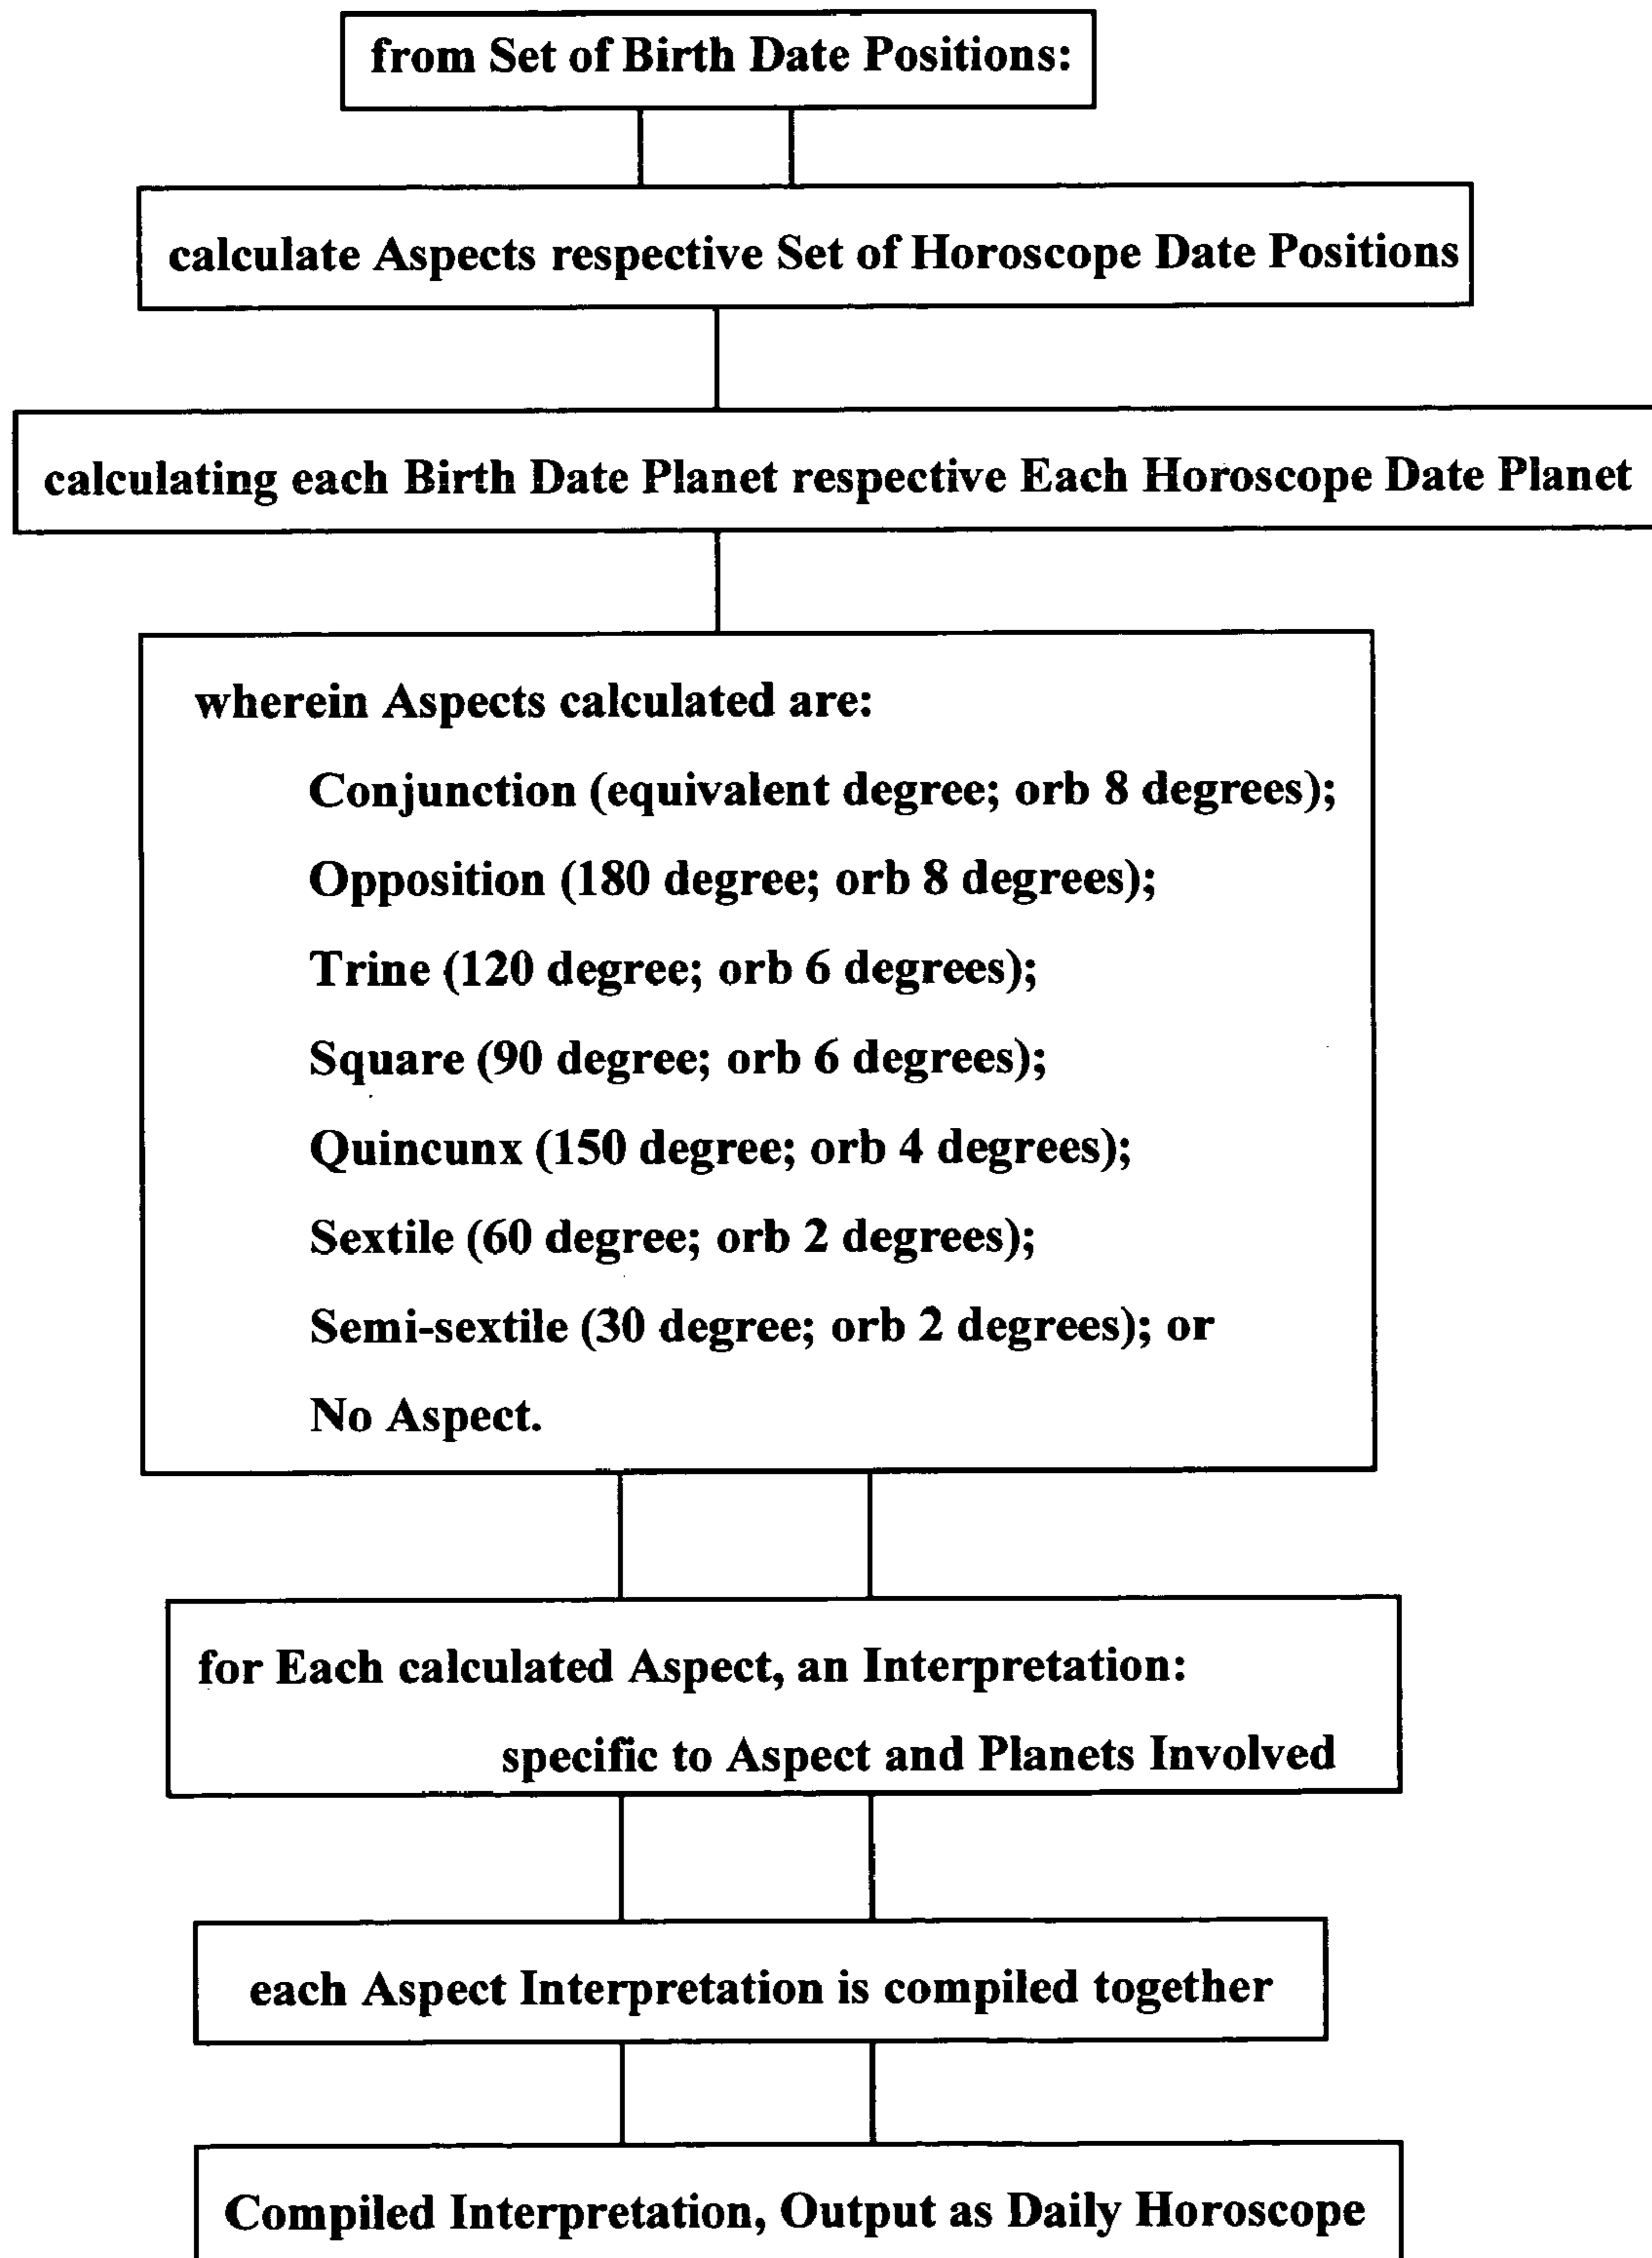 from Set of Birth Date Positions:
calculate Aspects respective Set of Horoscope Date Positions
calculating each Birth Date Planet respective Each Horoscope Date Planet
wherein Aspects calculated are:
Conjunction (equivalent degree; orb 8 degrees);
Opposition (180 degree; orb 8 degrees);
Trine (120 degree; orb 6 degrees);
Square (90 degree; orb 6 degrees);
Quincunx (150 degree; orb 4 degrees);
Sextile (60 degree; orb 2 degrees);
Semi-sextile (30 degree; orb 2 degrees); or
No Aspect.
for Each calculated Aspect, an Interpretation:
specific to Aspect and Planets Involved
each Aspect Interpretation is compiled together
Compiled Interpretation, Output as Daily Horoscope